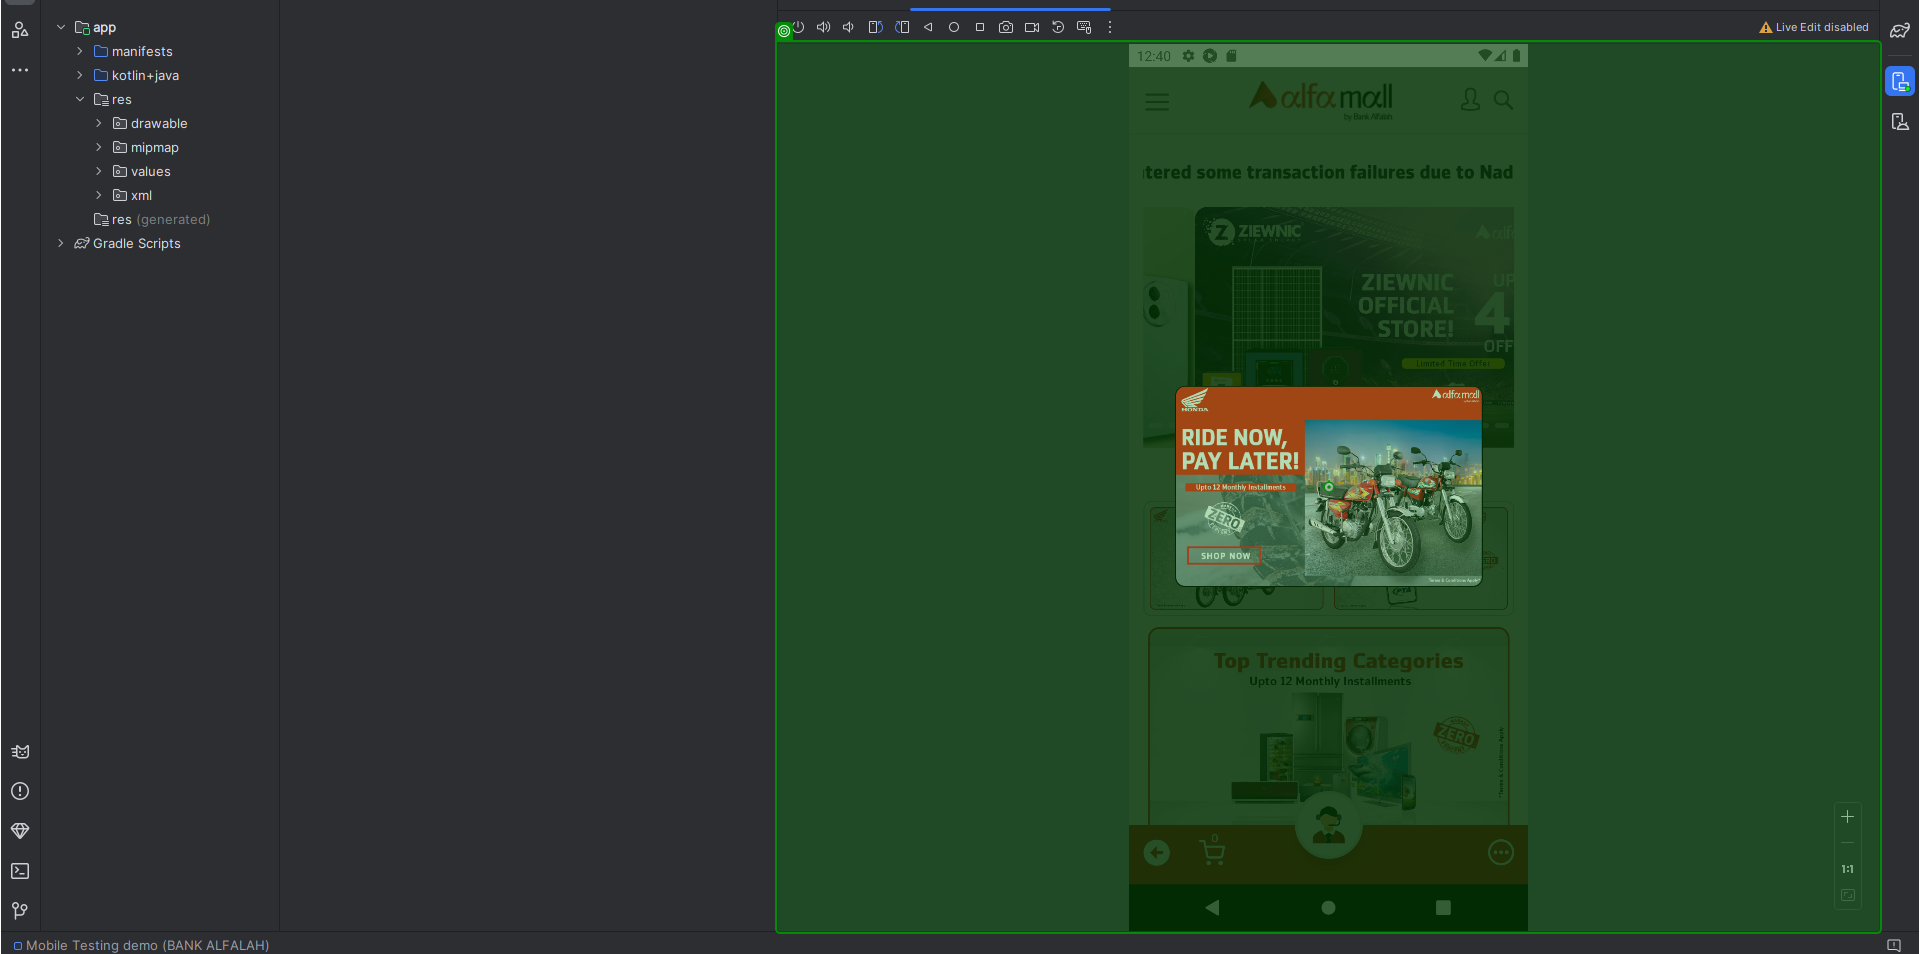 app
manifests
kotlin+java
res
drawable
mipmap
values
xml
res (generated)
Gradle Scripts
Live Edit disabled
12:40
alfa mall
by Bank Alfalah
tered some transaction failures due to Nad
ZIEWNIC
ZIEWNIC
OFFICIAL
STORE!
UP
4
OFF
Limited Time Offer
HONDA
alfa mall
RIDE NOW,
PAY LATER!
Upto 12 Monthly Installments
ZERO
SHOP NOW
Terms & Conditions Apply*
Top Trending Categories
Upto 12 Monthly Installments
ZERO
*Terms & Conditions Apply
0
1:1
Mobile Testing demo (BANK ALFALAH)